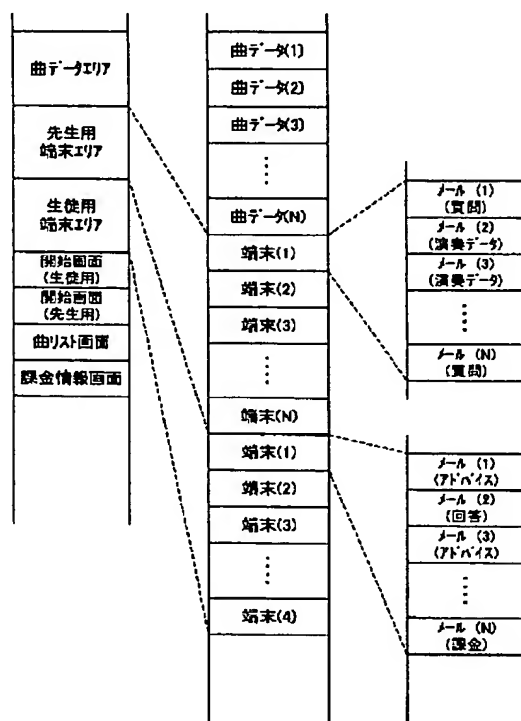 曲データエリア
先生用
端末エリア
生徒用
端末エリア
開始画面
(生徒用)
開始画面
(先生用)
曲リスト画面
課金情報画面
曲データ(1)
曲データ(2)
曲データ(3)
曲データ(N)
端末(1)
端末(2)
端末(3)
端末(N)
端末(1)
端末(2)
端末(3)
端末(4)
メール (1)
(質問)
メール (2)
(演奏データ)
メール (3)
(演奏データ)
メール (N)
(質問)
メール (1)
(アドバイス)
メール (2)
(回答)
メール (3)
(アドバイス)
メール (N)
(課金)